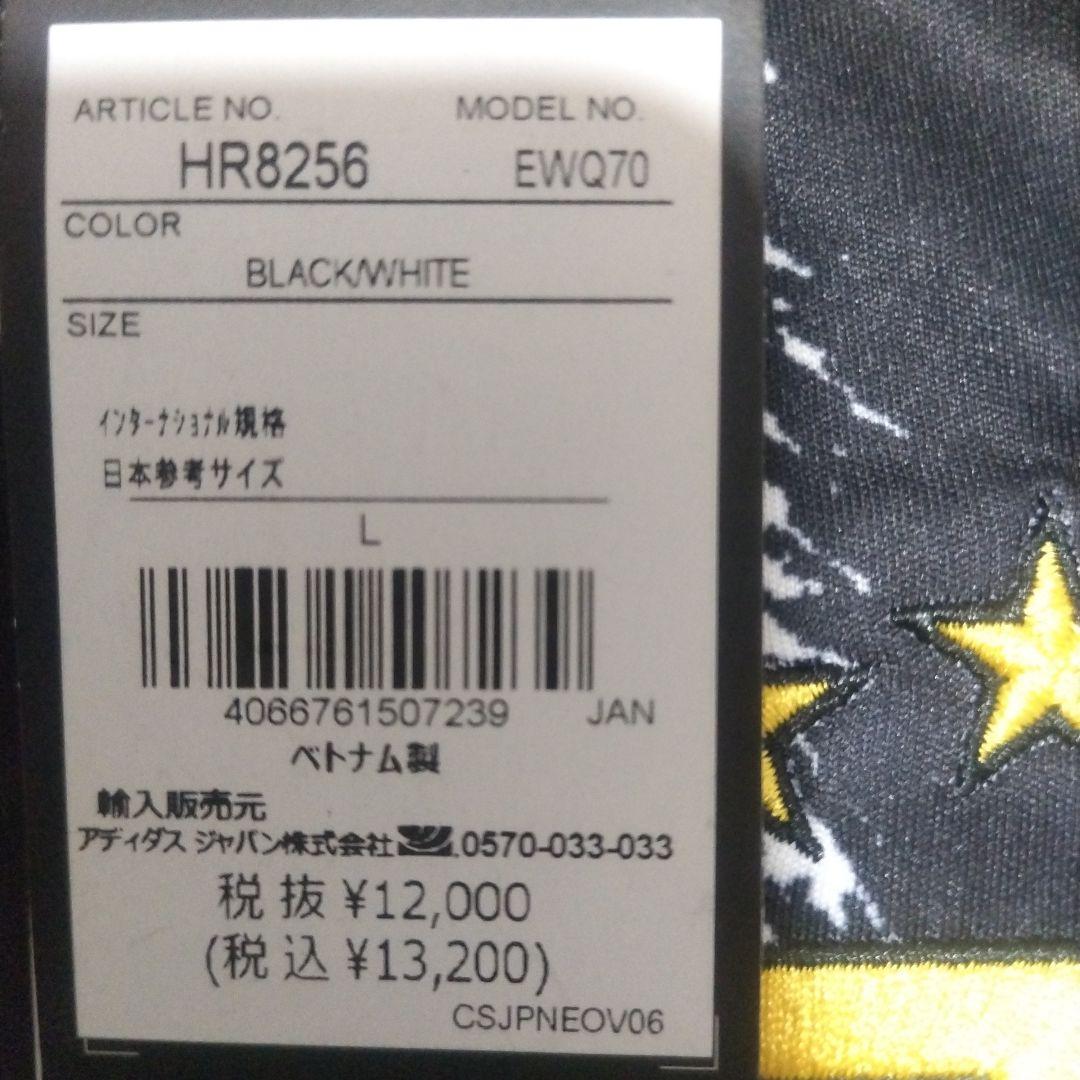 ARTICLE NO. MODEL NO.
HR8256 EWQ70
COLOR
BLACK/WHITE
SIZE
ｲﾝﾀｰﾅｼｮﾅﾙ規格
日本参考サイズ
L
4066761507239 JAN
ベトナム製
輸入販売元
アディダス ジャパン株式会社 0570-033-033
税 抜 ¥12,000
(税 込 ¥13,200)
CSJPNEOV06